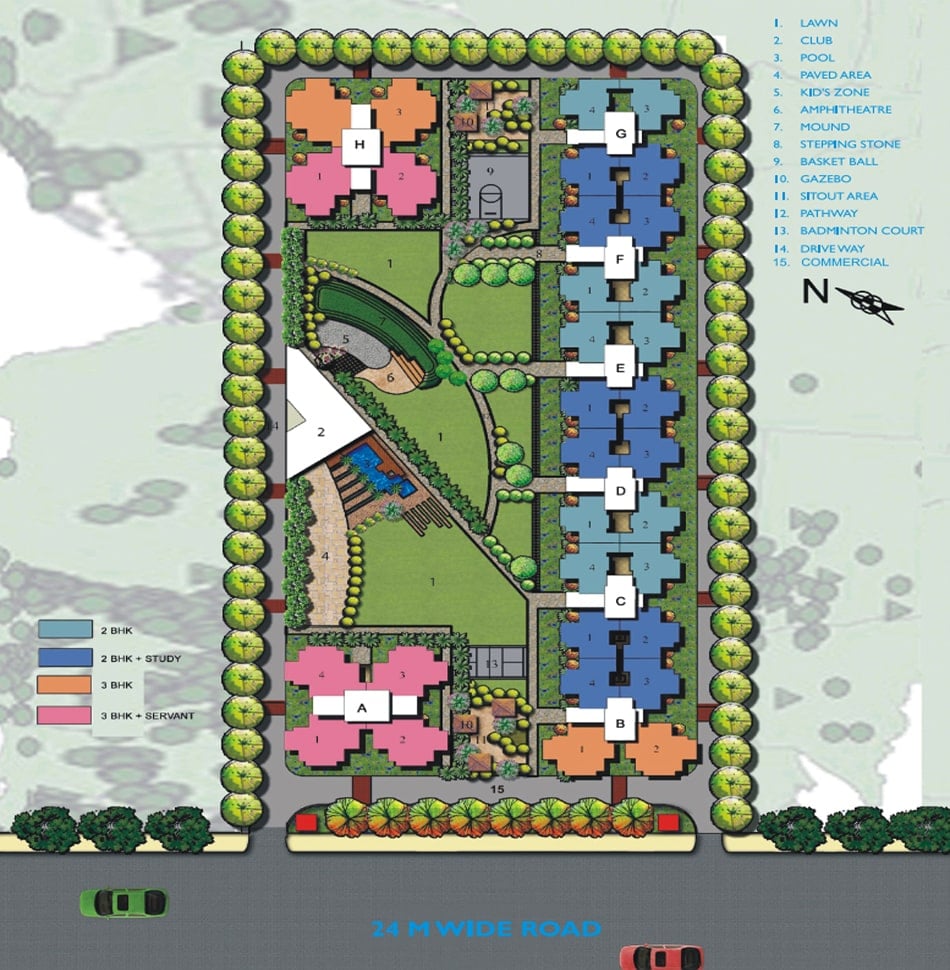 1. LAWN
2. CLUB
3. POOL
4. PAVED AREA
5. KID'S ZONE
6. AMPHITHEATRE
7. MOUND
8. STEPPING STONE
9. BASKET BALL
10. GAZEBO
11. SITOUT AREA
12. PATHWAY
13. BADMINTON COURT
14. DRIVE WAY
15. COMMERCIAL
N
3
10
4 3
G
H
1 2
9
1 2
4 3
F
8
1
1 2
7
5
4 3
E
6
1 2
4
2
1
4 3
D
1 2
4
4 3
1
C
1 2
13
4 3
4 3
A
B
10
11
1 2
1 2
15
2 BHK
2 BHK + STUDY
3 BHK
3 BHK + SERVANT
24 M WIDE ROAD